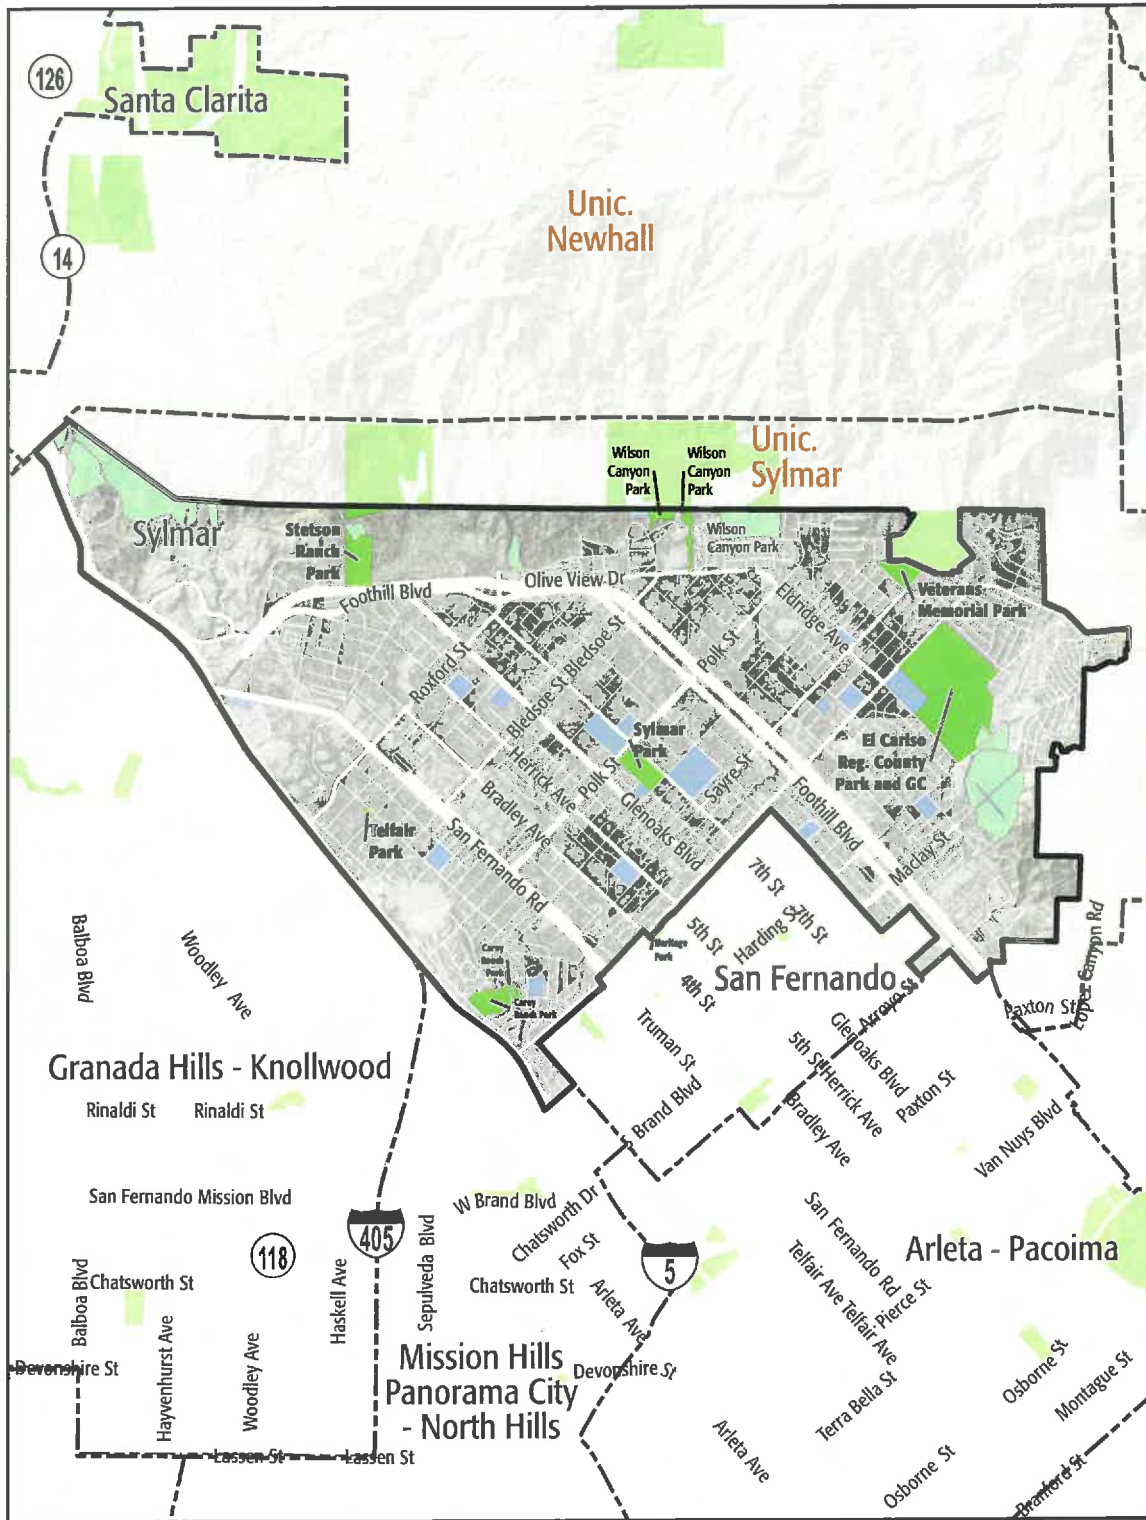 126
Santa Clarita
Unic.
Newhall
14
Unic.
Sylmar
Wilson
Canyon
Park
Wilson
Canyon
Park
Sylmar
Stetson
Ranch
Park
Wilson
Canyon Park
Olive View Dr
Foothill Blvd
Eldridge Ave
Veterans
Memorial Park
Bledsoe St
Polk St
Roxford St
Bledsoe St
Sylmar
Park
El Cariso
Reg. County
Park and GC
Herrick Ave
Polk St
Sayre St
Bradley Ave
Glenoaks Blvd
Foothill Blvd
Telfair
Park
San Fernando Rd
Maclay St
7th St
7th St
Harding St
5th St
Heritage
Park
4th St
San Fernando
Carey
Ranch
Park
Carey
Ranch Park
Balboa Blvd
Woodley Ave
Lopez Canyon Rd
Arroyo St
Paxton St
Truman St
Glenoaks Blvd
5th St
Herrick Ave
Paxton St
Granada Hills - Knollwood
Rinaldi St
Rinaldi St
S Brand Blvd
Bradley Ave
Van Nuys Blvd
San Fernando Mission Blvd
W Brand Blvd
Chatsworth Dr
Fox St
405
118
5
San Fernando Rd
Arleta - Pacoima
Balboa Blvd
Chatsworth St
Haskell Ave
Sepulveda Blvd
Chatsworth St
Arleta Ave
Telfair Ave
Telfair Ave
Pierce St
Devonshire St
Hayvenhurst Ave
Woodley Ave
Mission Hills
Panorama City
- North Hills
Devonshire St
Osborne St
Montague St
Terra Bella St
Lassen St
Lassen St
Arleta Ave
Osborne St
Branford St